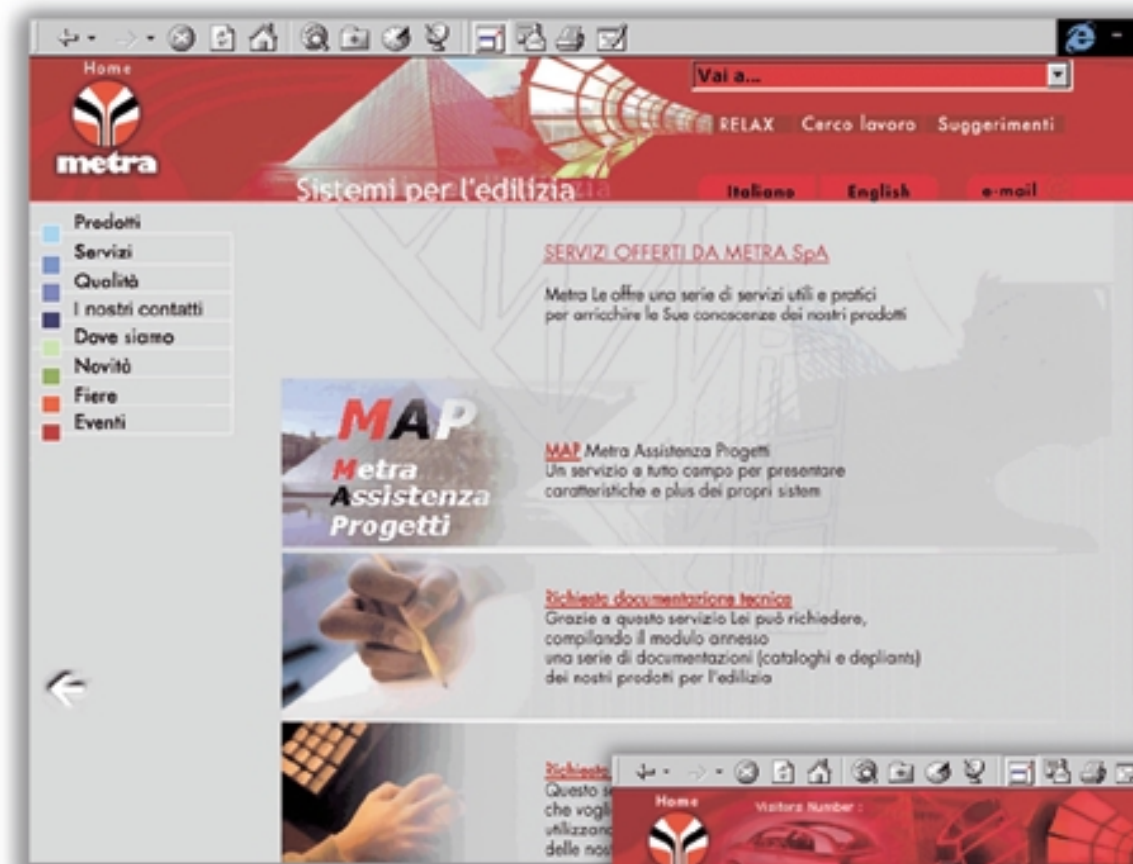 Home
metra
Vai a...
RELAX Cerco lavoro Suggerimenti
Sistemi per l'edilizia
Italiano English e-mail
Prodotti
Servizi
Qualità
I nostri contatti
Dove siamo
Novità
Fiere
Eventi
SERVIZI OFFERTI DA METRA SpA
Metra Le offre una serie di servizi utili e pratici
per arricchire le Sue conoscenze dei nostri prodotti
MAP
Metra
Assistenza
Progetti
MAP Metra Assistenza Progetti
Un servizio a tutto campo per presentare
caratteristiche e plus dei propri sistem
Richiesta documentazione tecnica
Grazie a questo servizio Lei può richiedere,
compilando il modulo annesso
una serie di documentazioni (cataloghi e depliants)
dei nostri prodotti per l'edilizia
Richiesta
Questo
che vogli
utilizzand
delle nos
Home
Visitors Number :